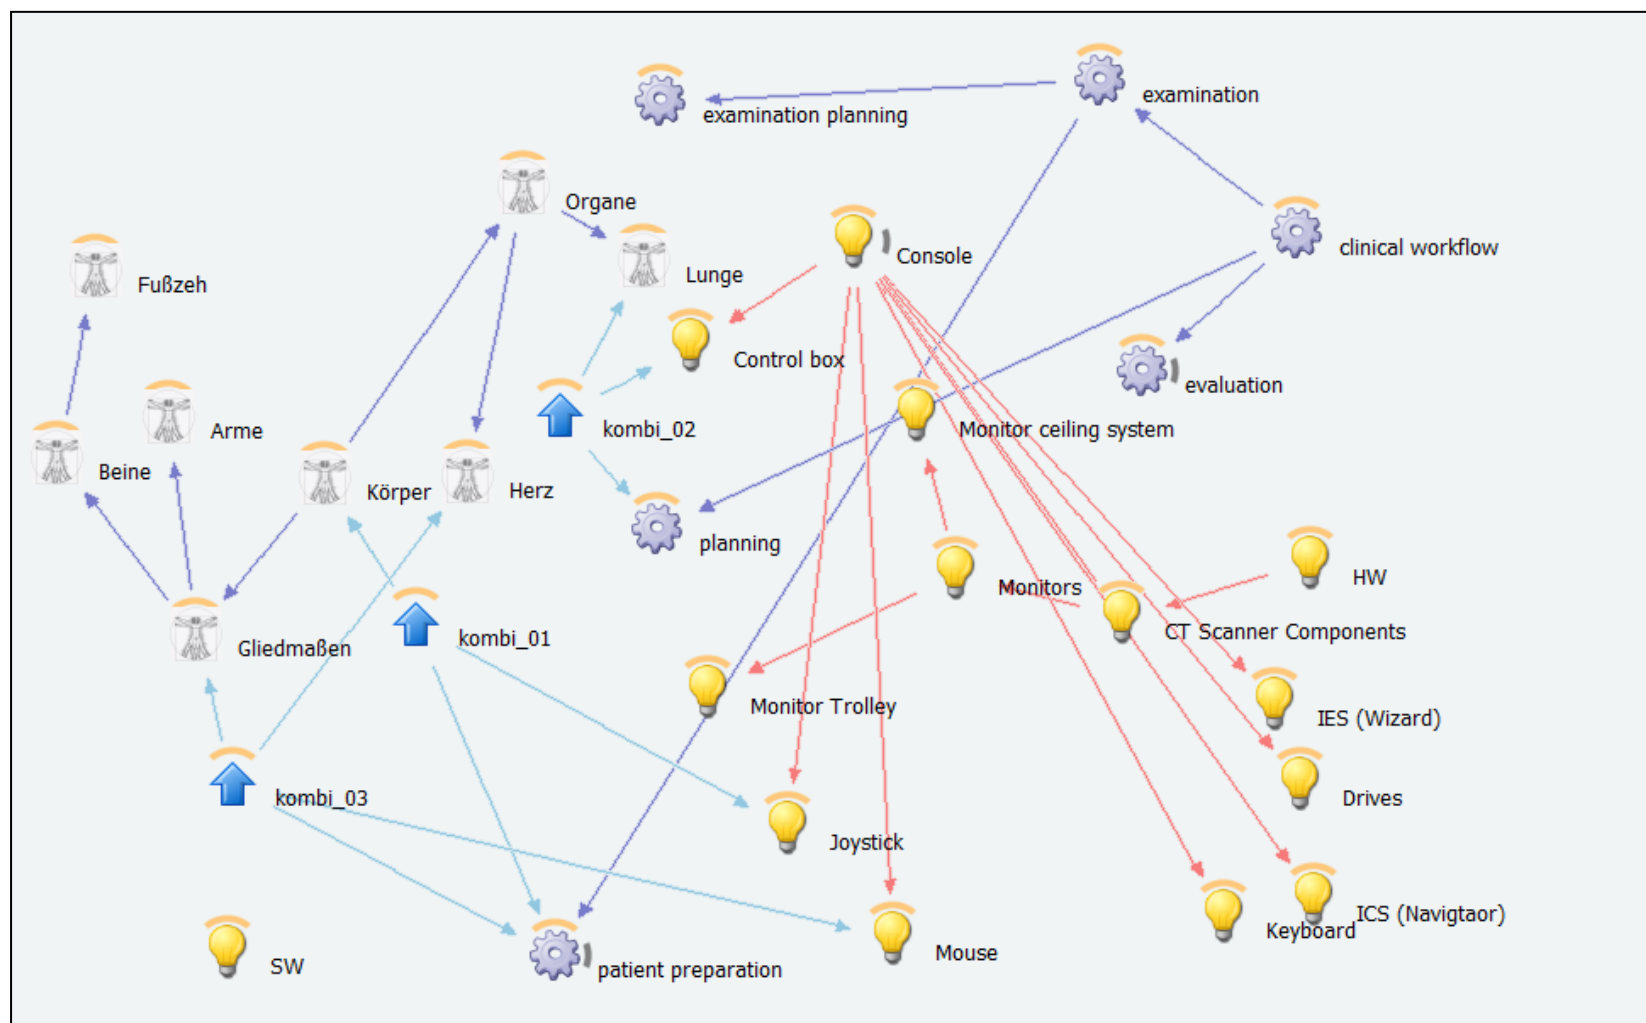 examination
examination planning
Organe
clinical workflow
Console
Lunge
Fußzeh
Control box
evaluation
Arme
kombi_02
Monitor ceiling system
Beine
Körper
Herz
planning
HW
Monitors
CT Scanner Components
kombi_01
Gliedmaßen
Monitor Trolley
IES (Wizard)
kombi_03
Drives
Joystick
ICS (Navigtaor)
Keyboard
Mouse
SW
patient preparation